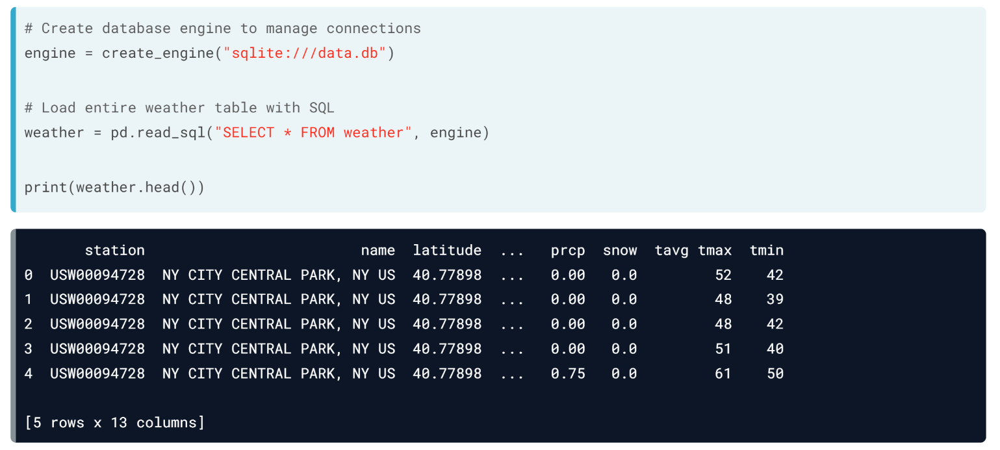 # Create database engine to manage connections
engine = create_engine("sqlite:///data.db")
# Load entire weather table with SQL
weather = pd.read_sql("SELECT * FROM weather", engine)
print(weather.head())
station name latitude ... prcp snow tavg tmax tmin
0 USW00094728 NY CITY CENTRAL PARK, NY US 40.77898 ... 0.00 0.0 52 42
1 USW00094728 NY CITY CENTRAL PARK, NY US 40.77898 ... 0.00 0.0 48 39
2 USW00094728 NY CITY CENTRAL PARK, NY US 40.77898 ... 0.00 0.0 48 42
3 USW00094728 NY CITY CENTRAL PARK, NY US 40.77898 ... 0.00 0.0 51 40
4 USW00094728 NY CITY CENTRAL PARK, NY US 40.77898 ... 0.75 0.0 61 50
[5 rows x 13 columns]